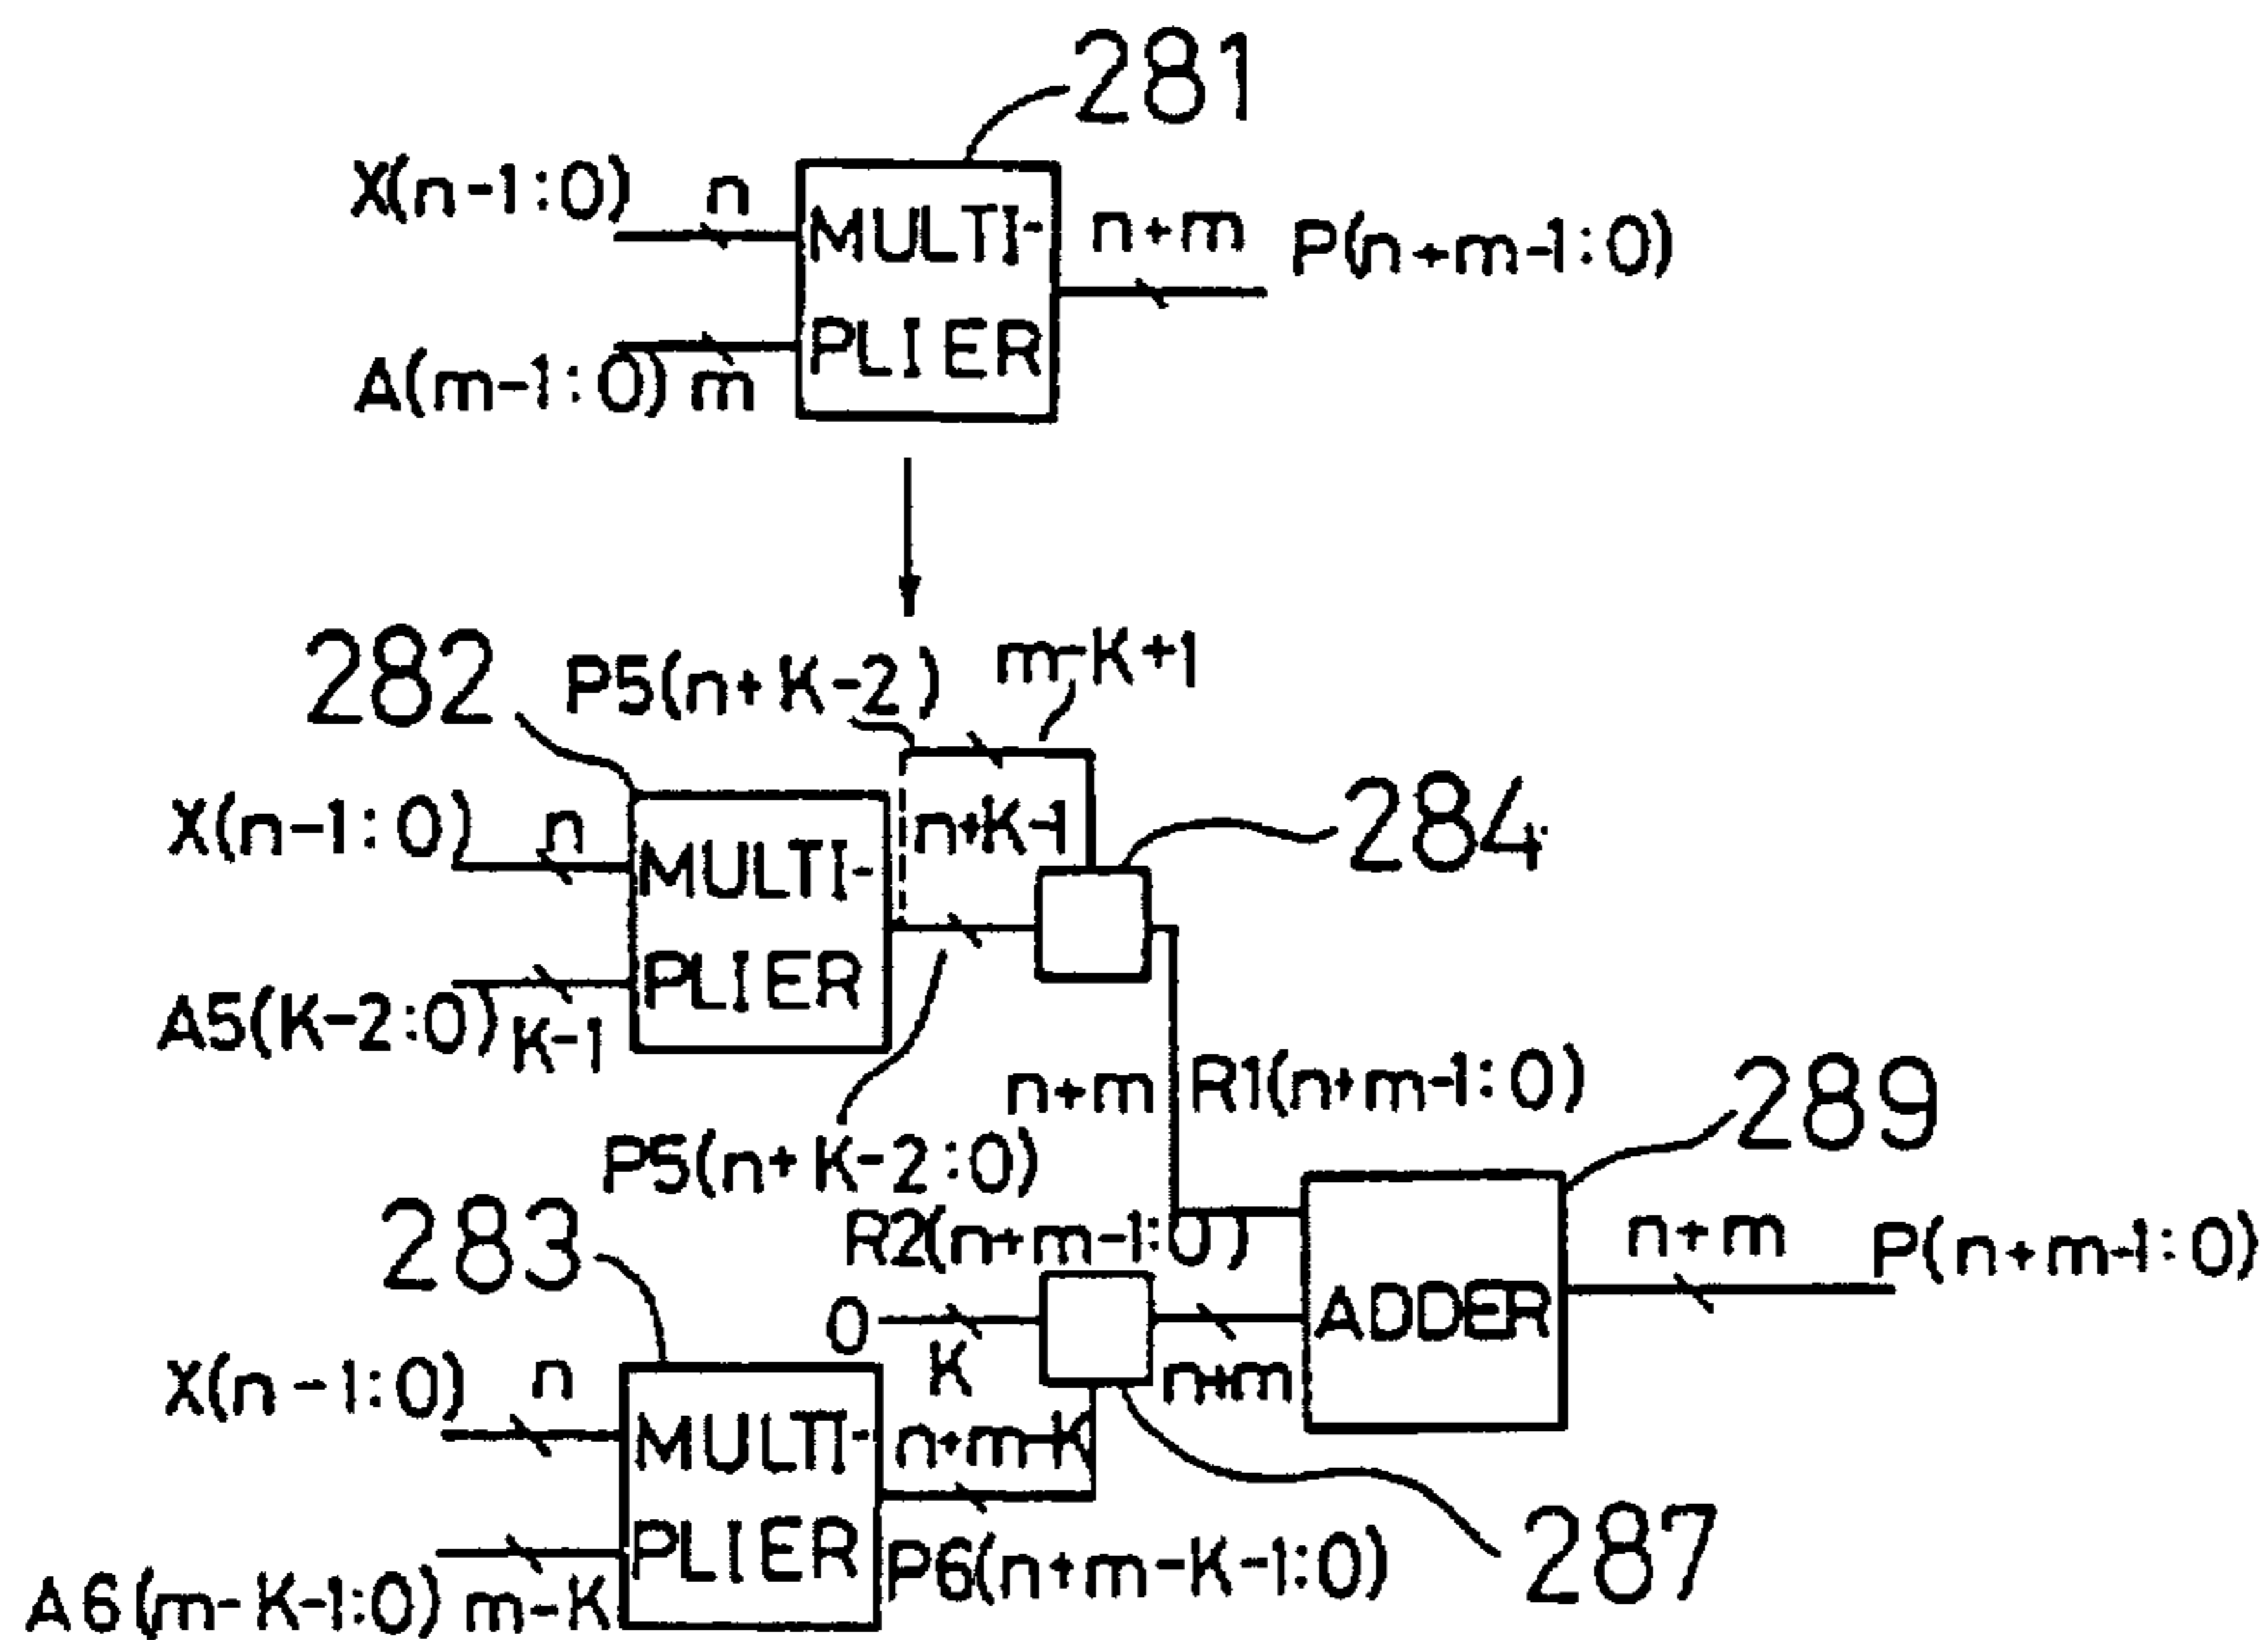 281
X(n-1:0) n
MULTI-
PLIER
n+m P(n+m-1:0)
A(m-1:0) m
282
P5(n+K-2) m-K+1
X(n-1:0) n
MULTI-
PLIER
n+K-1
284
A5(K-2:0) K-1
P5(n+K-2:0)
n+m R1(n+m-1:0)
289
283
R2(n+m-1:0)
0
K
n+m
ADDER
n+m P(n+m-1:0)
X(n-1:0) n
MULTI-
PLIER
n+m-K
A6(m-K-1:0) m-K
P6(n+m-K-1:0)
287